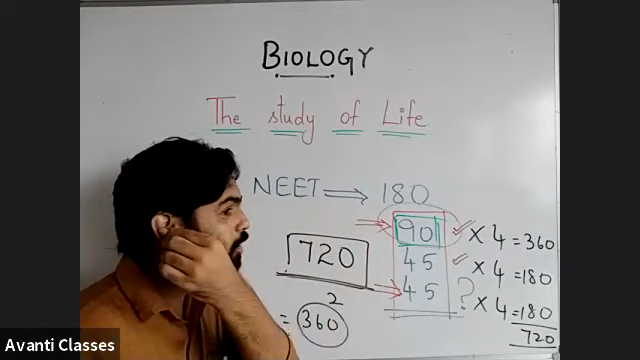 BIOLOGY
The study of Life
NEET ⟹ 180
90 × 4 = 360
45 × 4 = 180
45 ? × 4 = 180
720
720
2
= 360
Avanti Classes